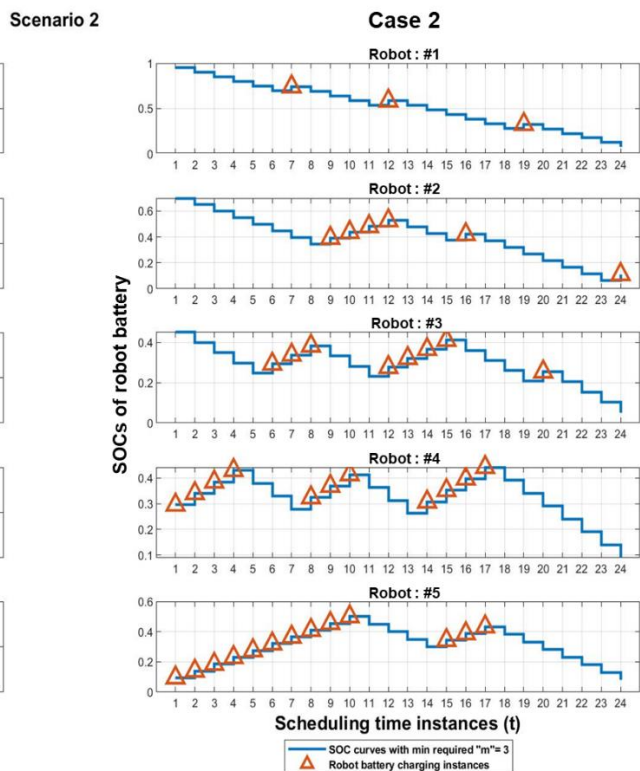 Scenario 2
Case 2
Robot : #1
1
0.5
0
1 2 3 4 5 6 7 8 9 10 11 12 13 14 15 16 17 18 19 20 21 22 23 24
Robot : #2
0.6
0.4
0.2
0
1 2 3 4 5 6 7 8 9 10 11 12 13 14 15 16 17 18 19 20 21 22 23 24
Robot : #3
0.4
0.2
0
1 2 3 4 5 6 7 8 9 10 11 12 13 14 15 16 17 18 19 20 21 22 23 24
SOCs of robot battery
Robot : #4
0.4
0.3
0.2
0.1
1 2 3 4 5 6 7 8 9 10 11 12 13 14 15 16 17 18 19 20 21 22 23 24
Robot : #5
0.6
0.4
0.2
0
1 2 3 4 5 6 7 8 9 10 11 12 13 14 15 16 17 18 19 20 21 22 23 24
Scheduling time instances (t)
SOC curves with min required "m"= 3
Robot battery charging instances